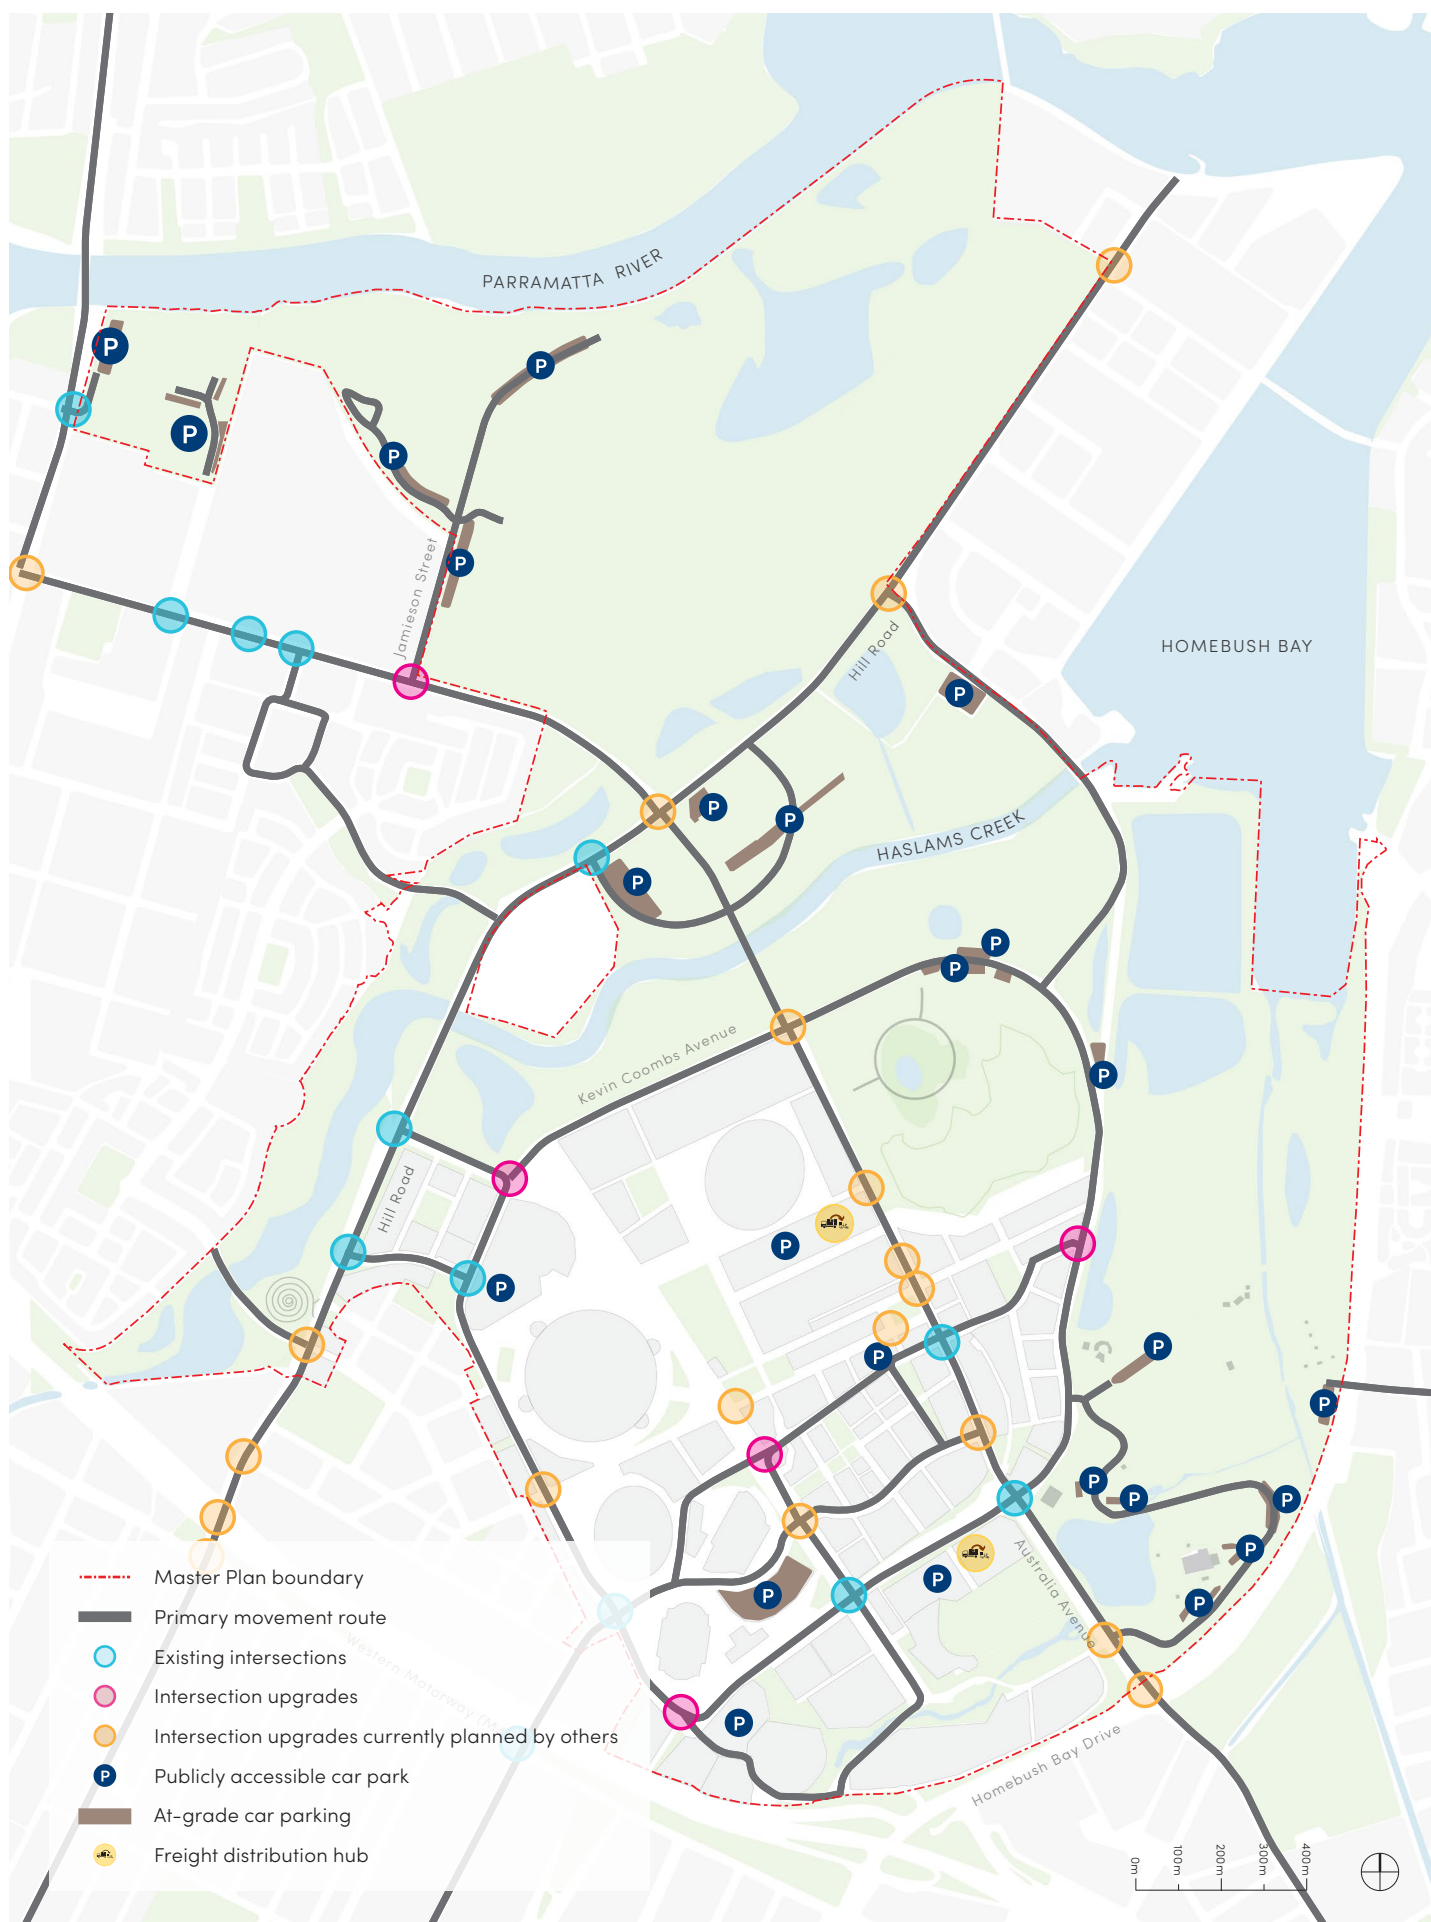 PARRAMATTA RIVER
P
P
P
P
Jamieson Street
P
HOMEBUSH BAY
Hill Road
P
P
P
HASLAMS CREEK
P
P
P
Kevin Coombs Avenue
P
Hill Road
P
P
P
P
P
P
P
P
P
Australia Avenue
P
P
P
P
Homebush Bay Drive
Western Motorway
Master Plan boundary
Primary movement route
Existing intersections
Intersection upgrades
Intersection upgrades currently planned by others
P Publicly accessible car park
At-grade car parking
Freight distribution hub
0m 100m 200m 300m 400m